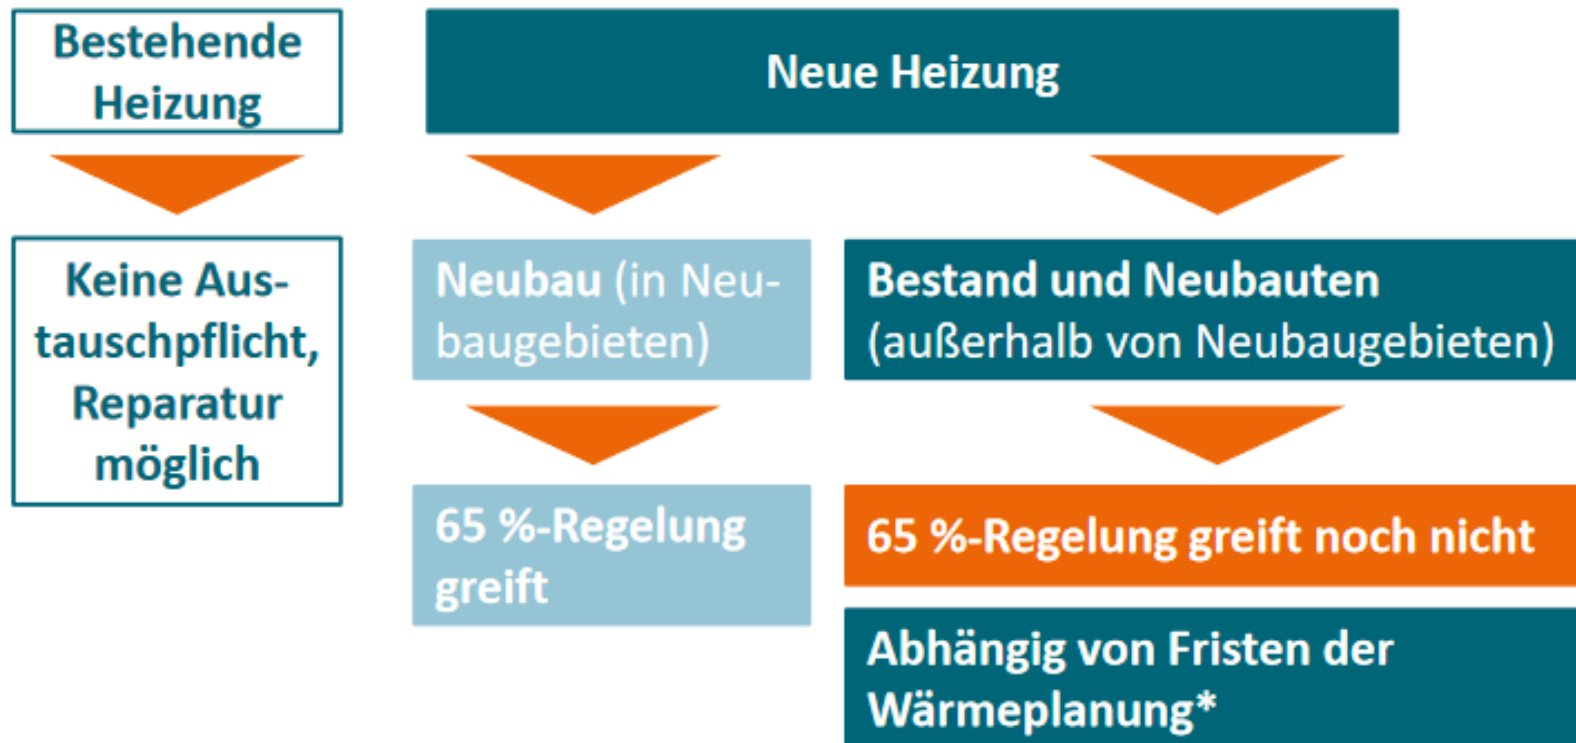 Bestehende
Heizung
Neue Heizung
Keine Aus-
tauschpflicht,
Reparatur
möglich
Neubau (in Neu-
baugebieten)
65 %-Regelung
greift
Bestand und Neubauten
(außerhalb von Neubaugebieten)
65 %-Regelung greift noch nicht
Abhängig von Fristen der
Wärmeplanung*